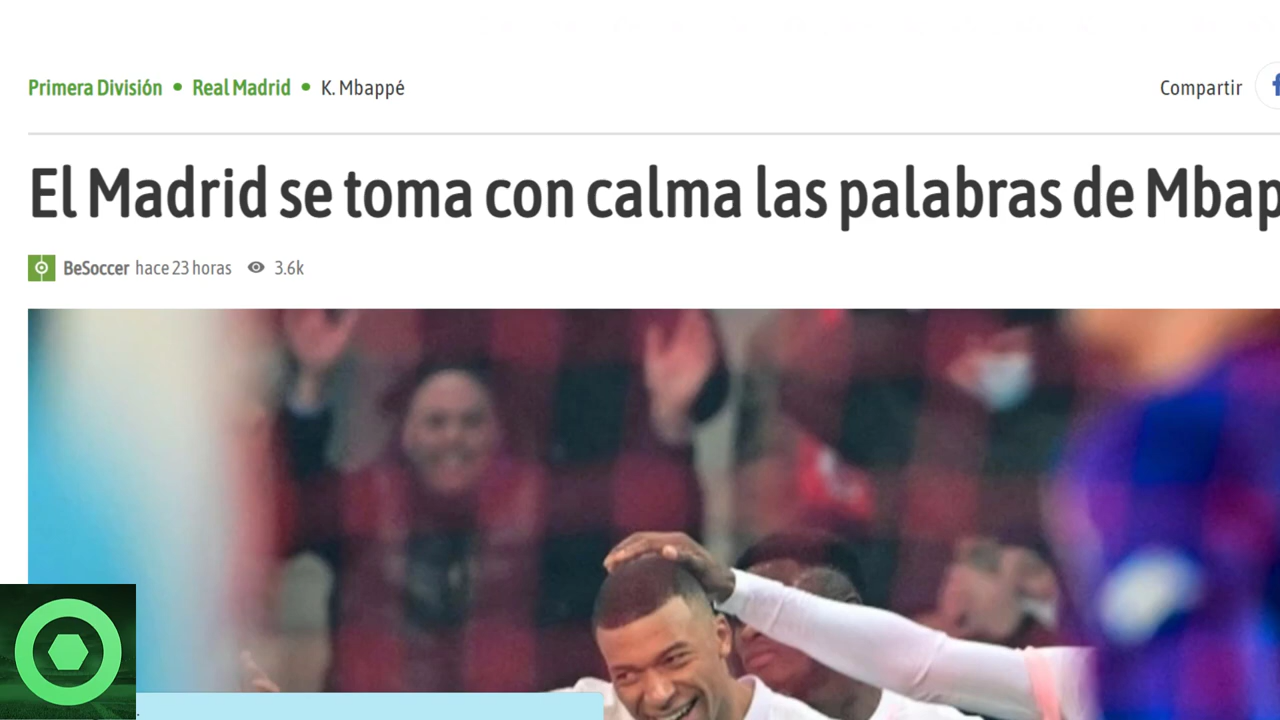 Primera División • Real Madrid • K. Mbappé
Compartir
El Madrid se toma con calma las palabras de Mbap
BeSoccer hace 23 horas 3.6k